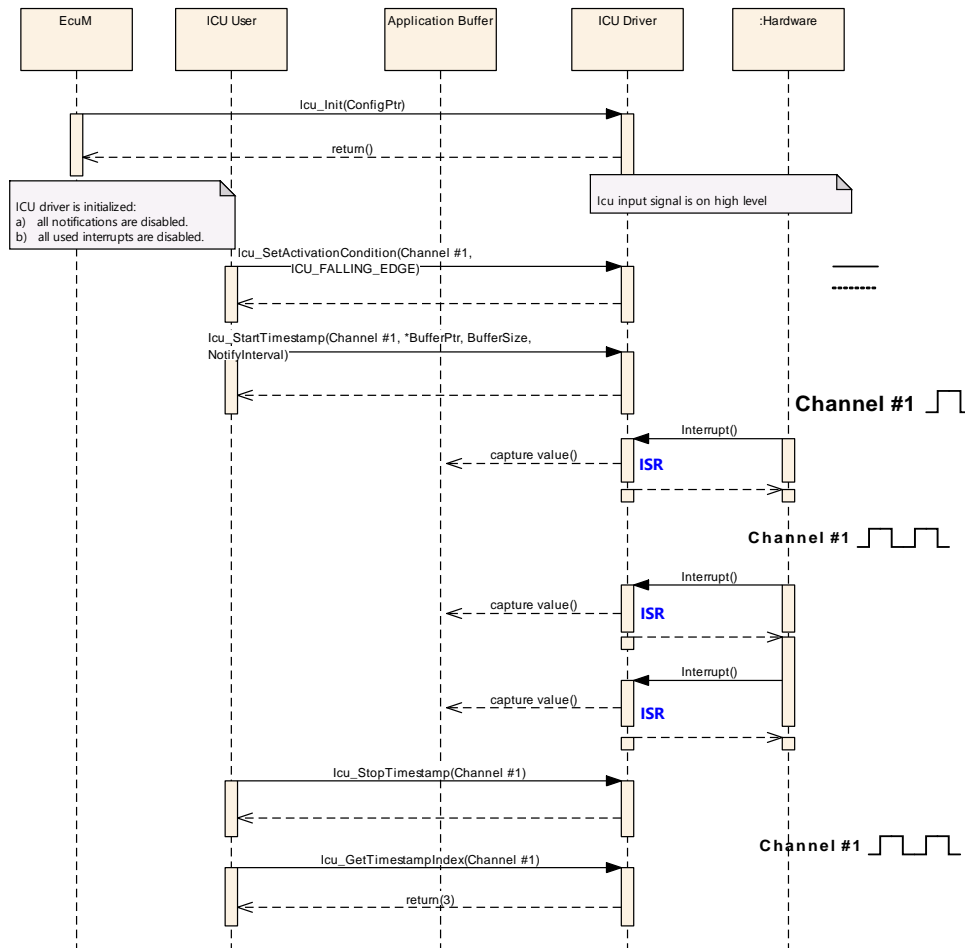 EcuM
ICU User
Application Buffer
ICU Driver
:Hardware
Icu_Init(ConfigPtr)
return()
ICU driver is initialized:
a) all notifications are disabled.
b) all used interrupts are disabled.
Icu input signal is on high level
Icu_SetActivationCondition(Channel #1,
ICU_FALLING_EDGE)
Icu_StartTimestamp(Channel #1, *BufferPtr, BufferSize,
NotifyInterval)
Channel #1
Interrupt()
capture value()
ISR
Channel #1
Interrupt()
capture value()
ISR
Interrupt()
capture value()
ISR
Icu_StopTimestamp(Channel #1)
Channel #1
Icu_GetTimestampIndex(Channel #1)
return(3)